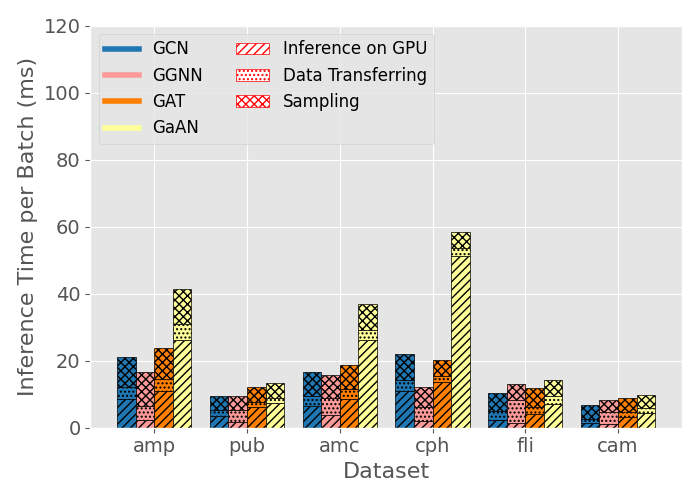 120
100
80
60
40
20
0
Inference Time per Batch (ms)
GCN
GGNN
GAT
GaAN
Inference on GPU
Data Transferring
Sampling
amp
pub
amc
cph
fli
cam
Dataset